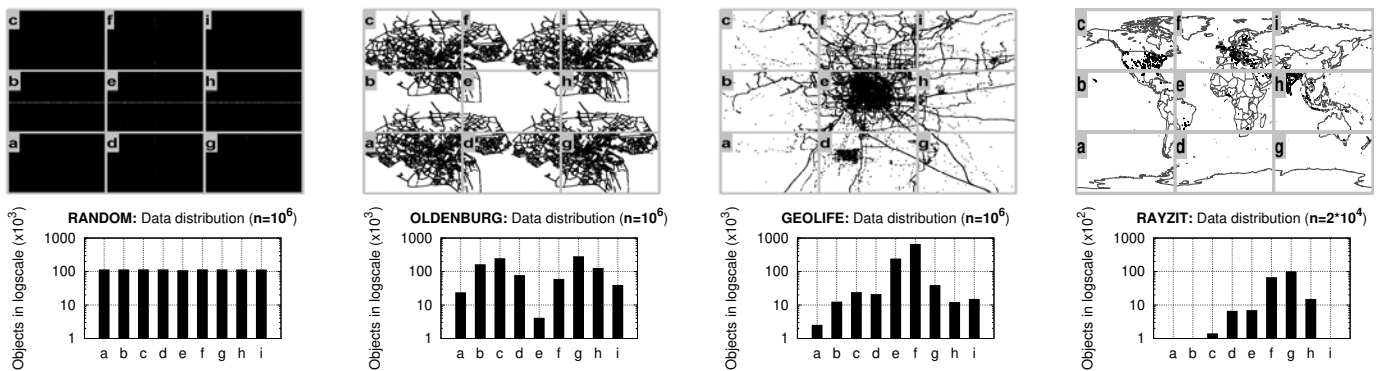 c f i
b e h
a d g
RANDOM: Data distribution (n=10^6)
Objects in logscale (x10^3)
1000
100
10
1
a b c d e f g h i
c f i
b e h
a d g
OLDENBURG: Data distribution (n=10^6)
Objects in logscale (x10^3)
1000
100
10
1
a b c d e f g h i
c f i
b e h
a d g
GEOLIFE: Data distribution (n=10^6)
Objects in logscale (x10^3)
1000
100
10
1
a b c d e f g h i
c f i
b e h
a d g
RAYZIT: Data distribution (n=2*10^4)
Objects in logscale (x10^2)
1000
100
10
1
a b c d e f g h i